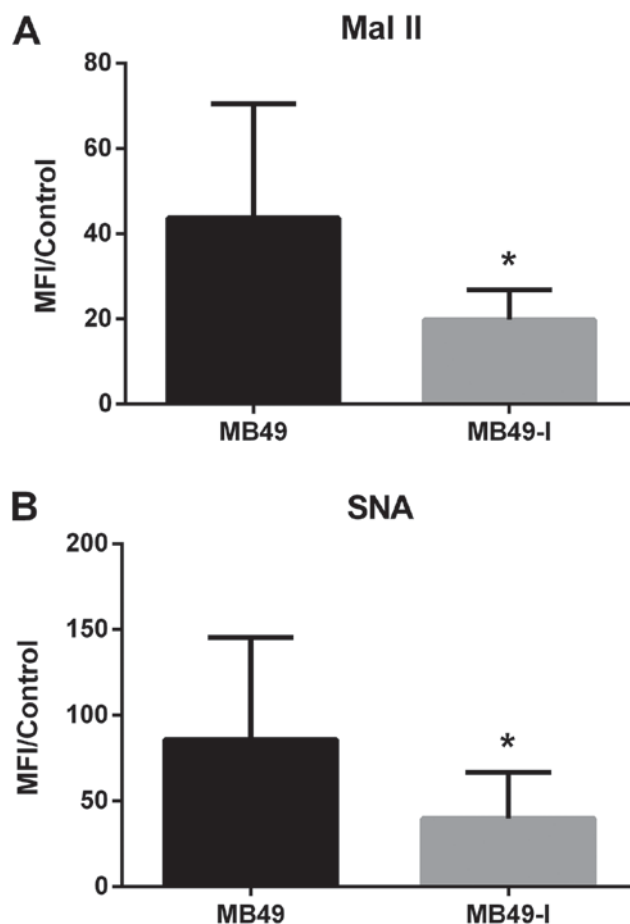 A
Mal II
MFI/Control
80
60
40
20
0
*
MB49
MB49-I
B
SNA
MFI/Control
200
150
100
50
0
*
MB49
MB49-I